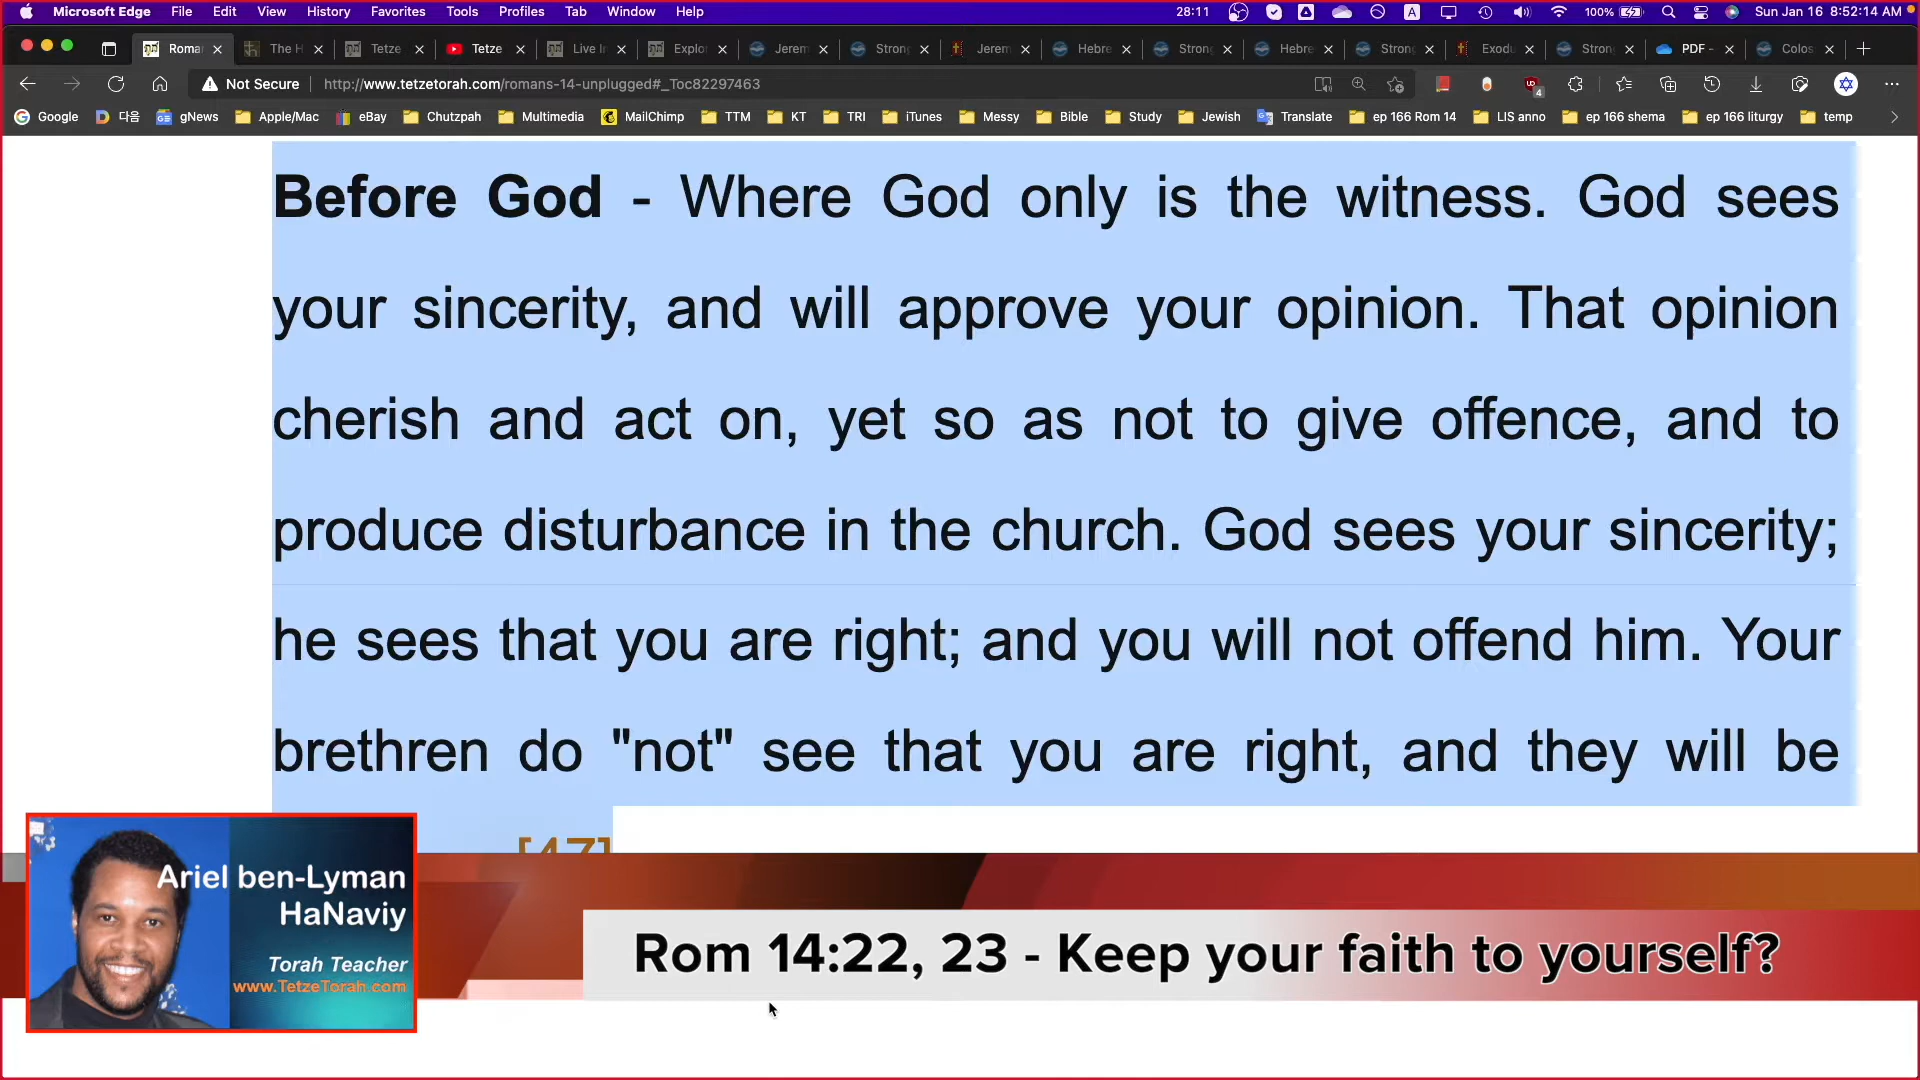 Microsoft Edge File Edit View History Favorites Tools Profiles Tab Window Help 28:11 A 100% Sun Jan 16 8:52:14 AM
Roma The H Tetze Tetze Live In Explor Jerem Strong Jerem Hebre Strong Hebre Strong Exodu Strong PDF - Colos
Not Secure http://www.tetzetorah.com/romans-14-unplugged#_Toc82297463 4
Google 다음 gNews Apple/Mac eBay Chutzpah Multimedia MailChimp TTM KT TRI iTunes Messy Bible Study Jewish Translate ep 166 Rom 14 LIS anno ep 166 shema ep 166 liturgy temp
Before God - Where God only is the witness. God sees
your sincerity, and will approve your opinion. That opinion
cherish and act on, yet so as not to give offence, and to
produce disturbance in the church. God sees your sincerity;
he sees that you are right; and you will not offend him. Your
brethren do "not" see that you are right, and they will be
[47]
Ariel ben-Lyman
HaNaviy
Torah Teacher
www.TetzeTorah.com
Rom 14:22, 23 - Keep your faith to yourself?